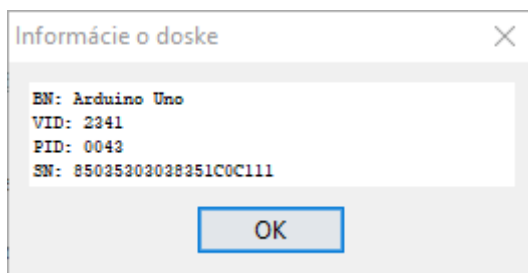 Informácie o doske
BN: Arduino Uno
VID: 2341
PID: 0043
SN: 85035303038351C0C111
OK